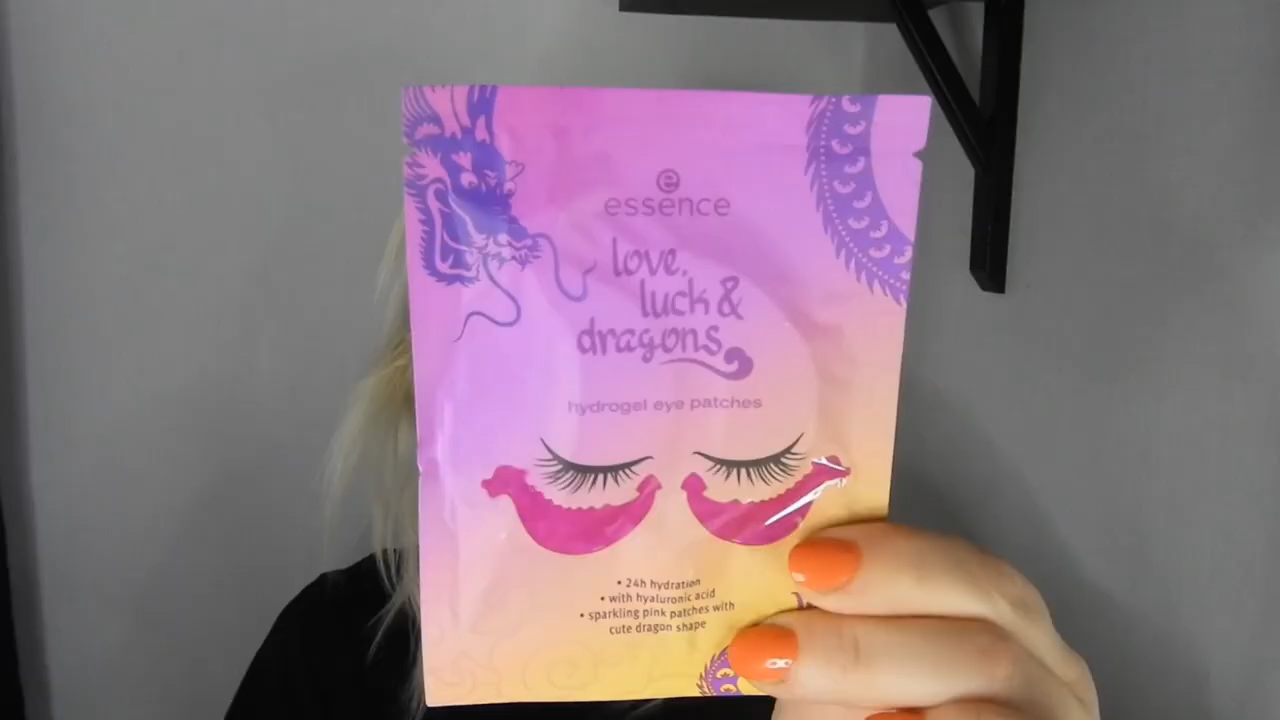 e
essence
love,
luck &
dragons
hydrogel eye patches
• 24h hydration
• with hyaluronic acid
• sparkling pink patches with
cute dragon shape